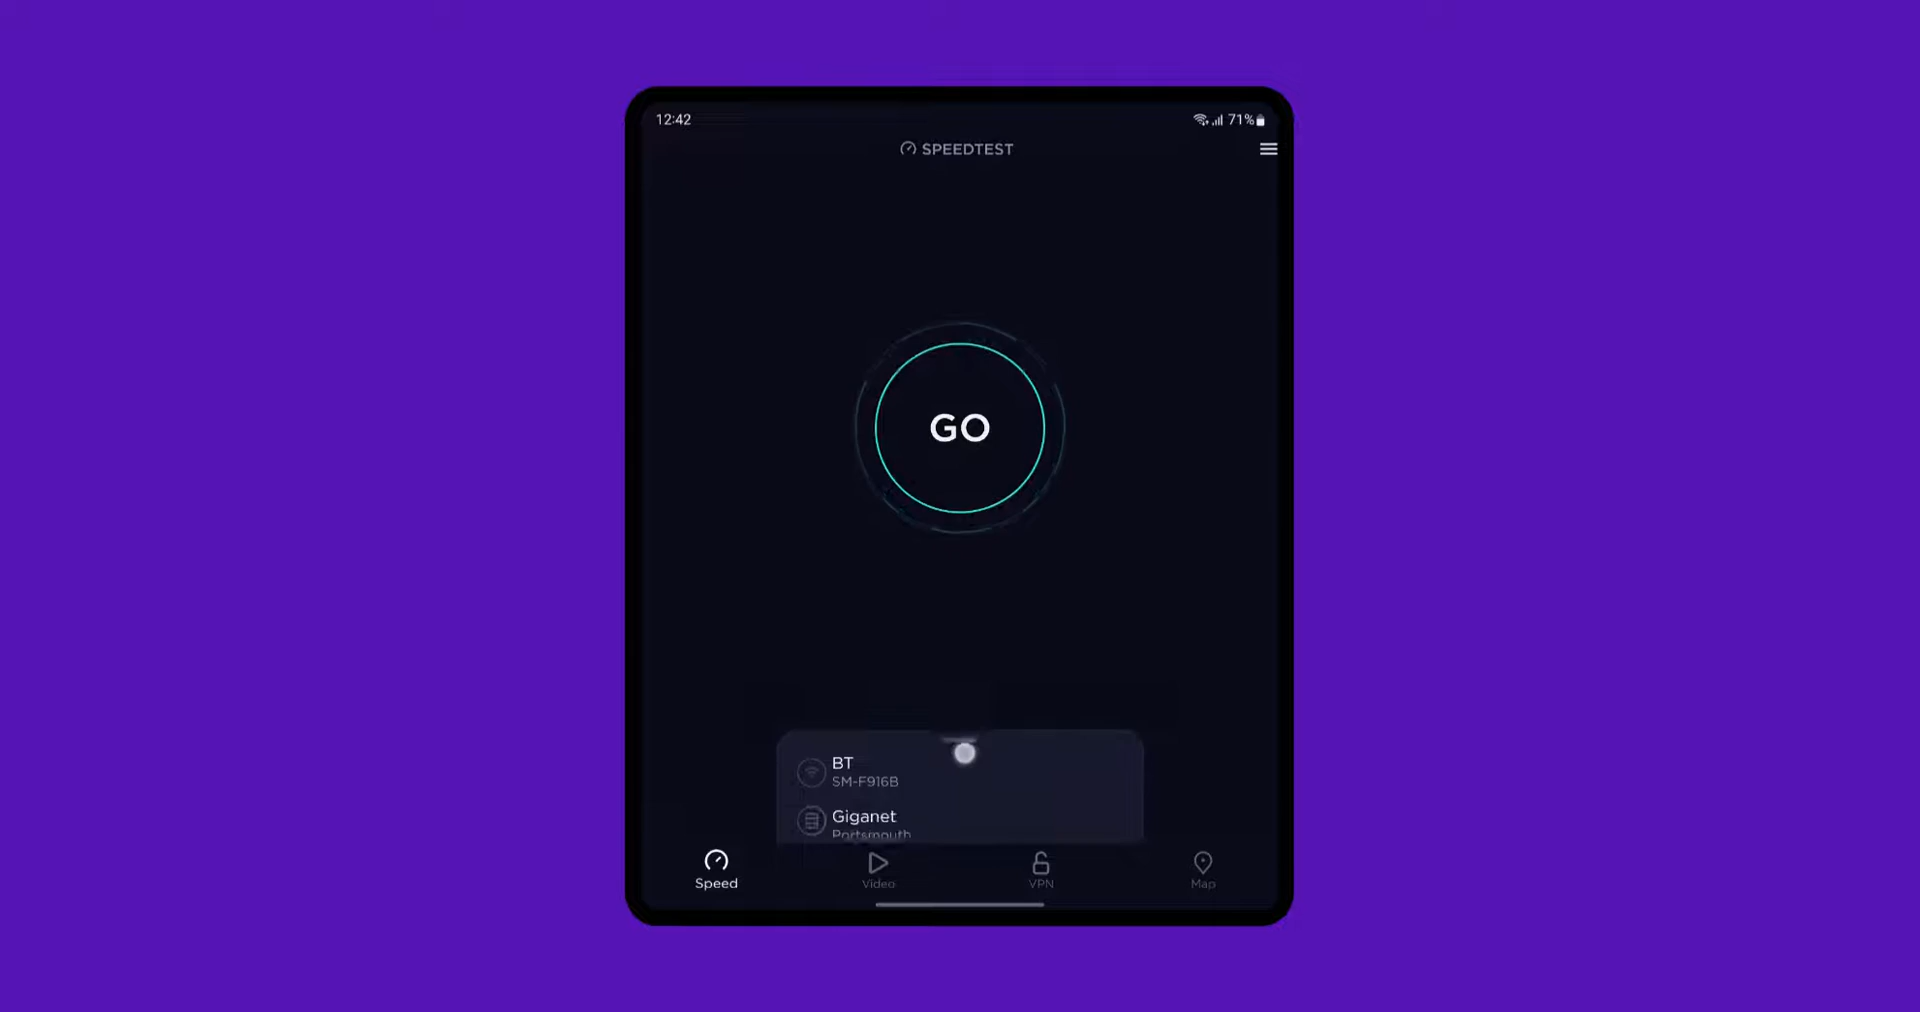 12:42
71%
SPEEDTEST
GO
BT
SM-F916B
Giganet
Portsmouth
Speed
Video
VPN
Map